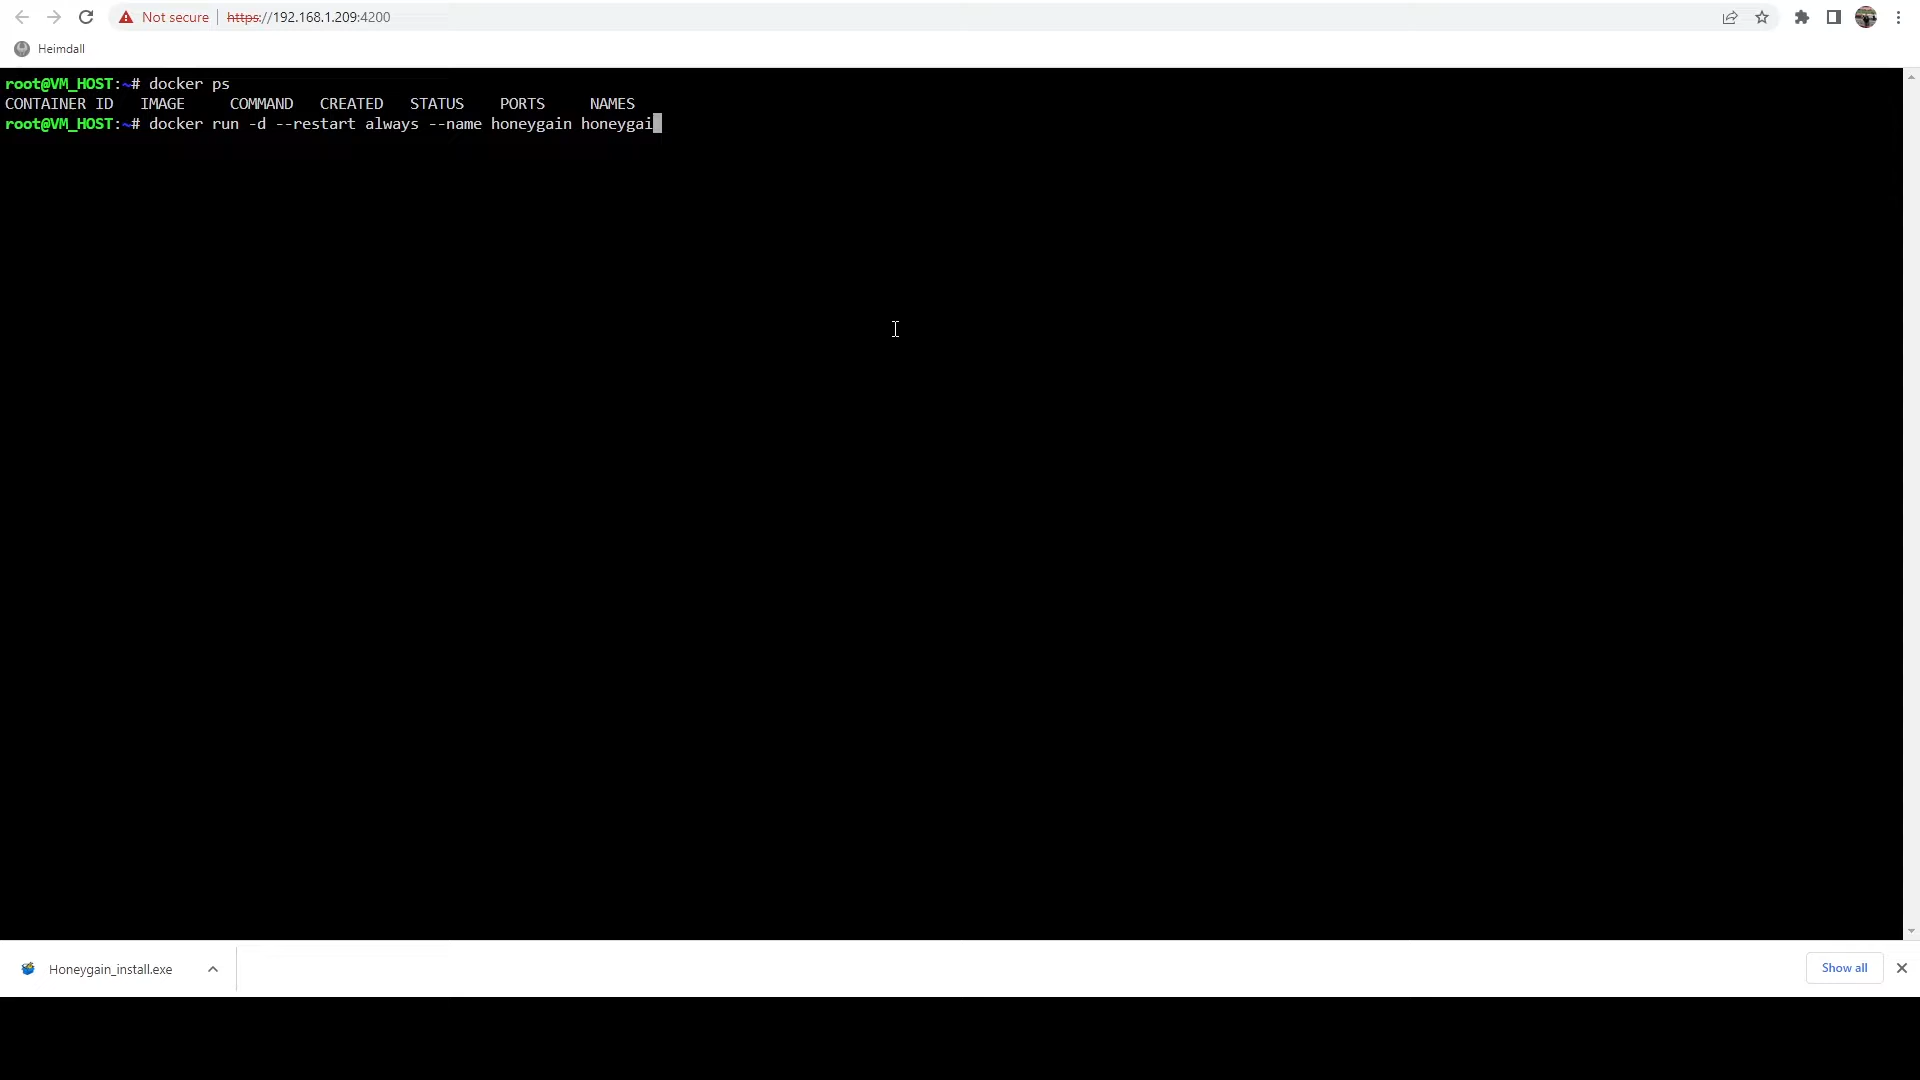 Not secure | https://192.168.1.209:4200
Heimdall
root@VM_HOST:~# docker ps
CONTAINER ID   IMAGE     COMMAND   CREATED   STATUS    PORTS     NAMES
root@VM_HOST:~# docker run -d --restart always --name honeygain honeygai
Honeygain_install.exe
Show all